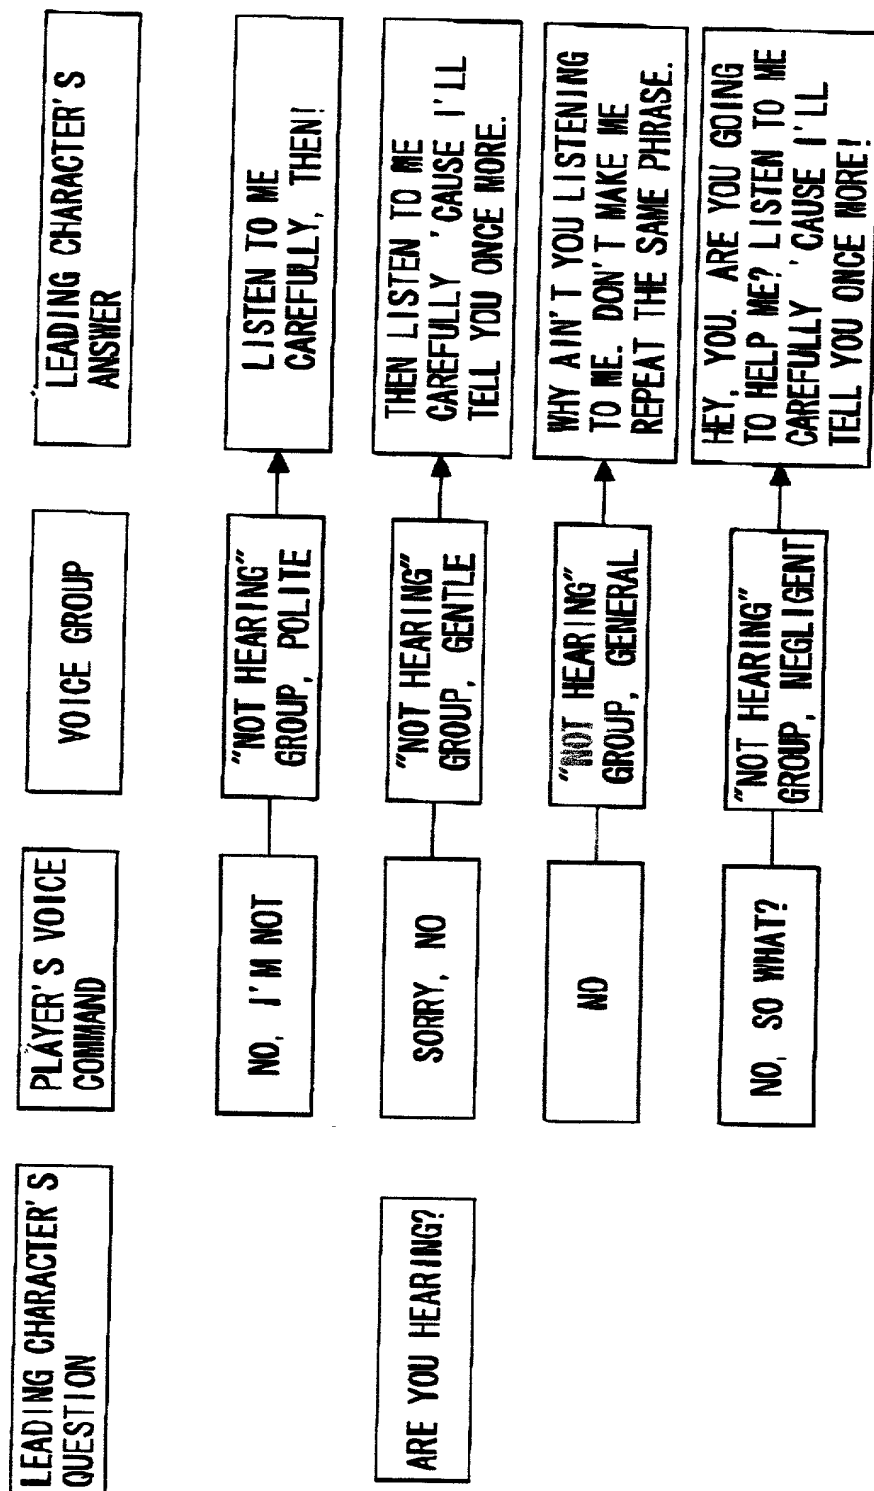 LEADING CHARACTER'S
QUESTION
PLAYER'S VOICE
COMMAND
VOICE GROUP
LEADING CHARACTER'S
ANSWER
ARE YOU HEARING?
NO, I'M NOT
"NOT HEARING"
GROUP, POLITE
LISTEN TO ME
CAREFULLY, THEN!
SORRY, NO
"NOT HEARING"
GROUP, GENTLE
THEN LISTEN TO ME
CAREFULLY 'CAUSE I'LL
TELL YOU ONCE MORE.
NO
"NOT HEARING"
GROUP, GENERAL
WHY AIN'T YOU LISTENING
TO ME. DON'T MAKE ME
REPEAT THE SAME PHRASE.
NO, SO WHAT?
"NOT HEARING"
GROUP, NEGLIGENT
HEY, YOU. ARE YOU GOING
TO HELP ME? LISTEN TO ME
CAREFULLY 'CAUSE I'LL
TELL YOU ONCE MORE!